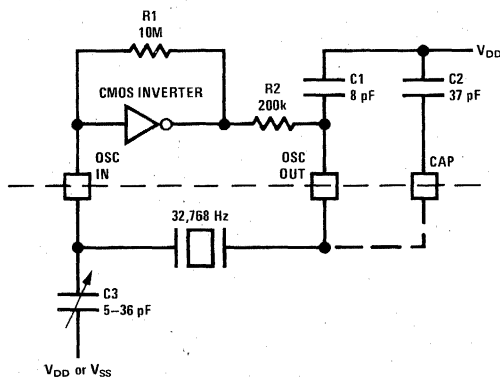 R1
10M
CMOS INVERTER
R2
200k
C1
8 pF
C2
37 pF
VDD
OSC
IN
OSC
OUT
CAP
32,768 Hz
C3
5–36 pF
VDD or VSS